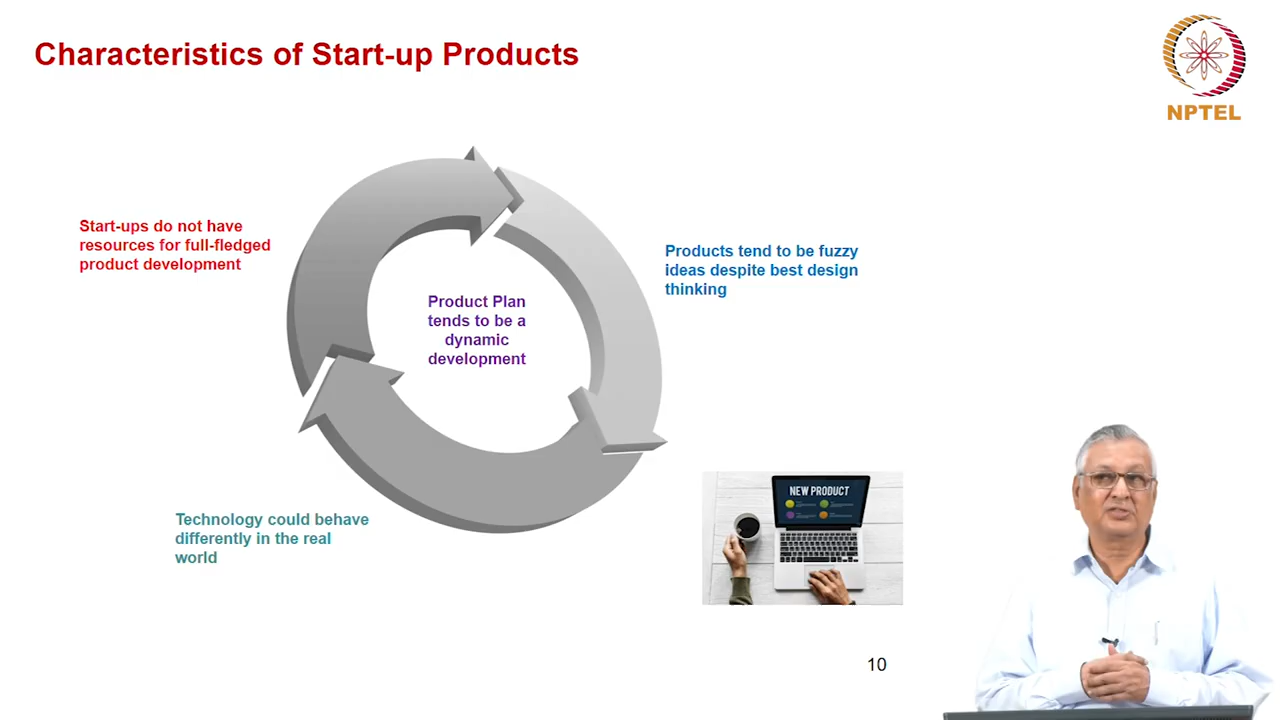 Characteristics of Start-up Products
NPTEL
Start-ups do not have
resources for full-fledged
product development
Products tend to be fuzzy
ideas despite best design
thinking
Product Plan
tends to be a
dynamic
development
Technology could behave
differently in the real
world
NEW PRODUCT
10